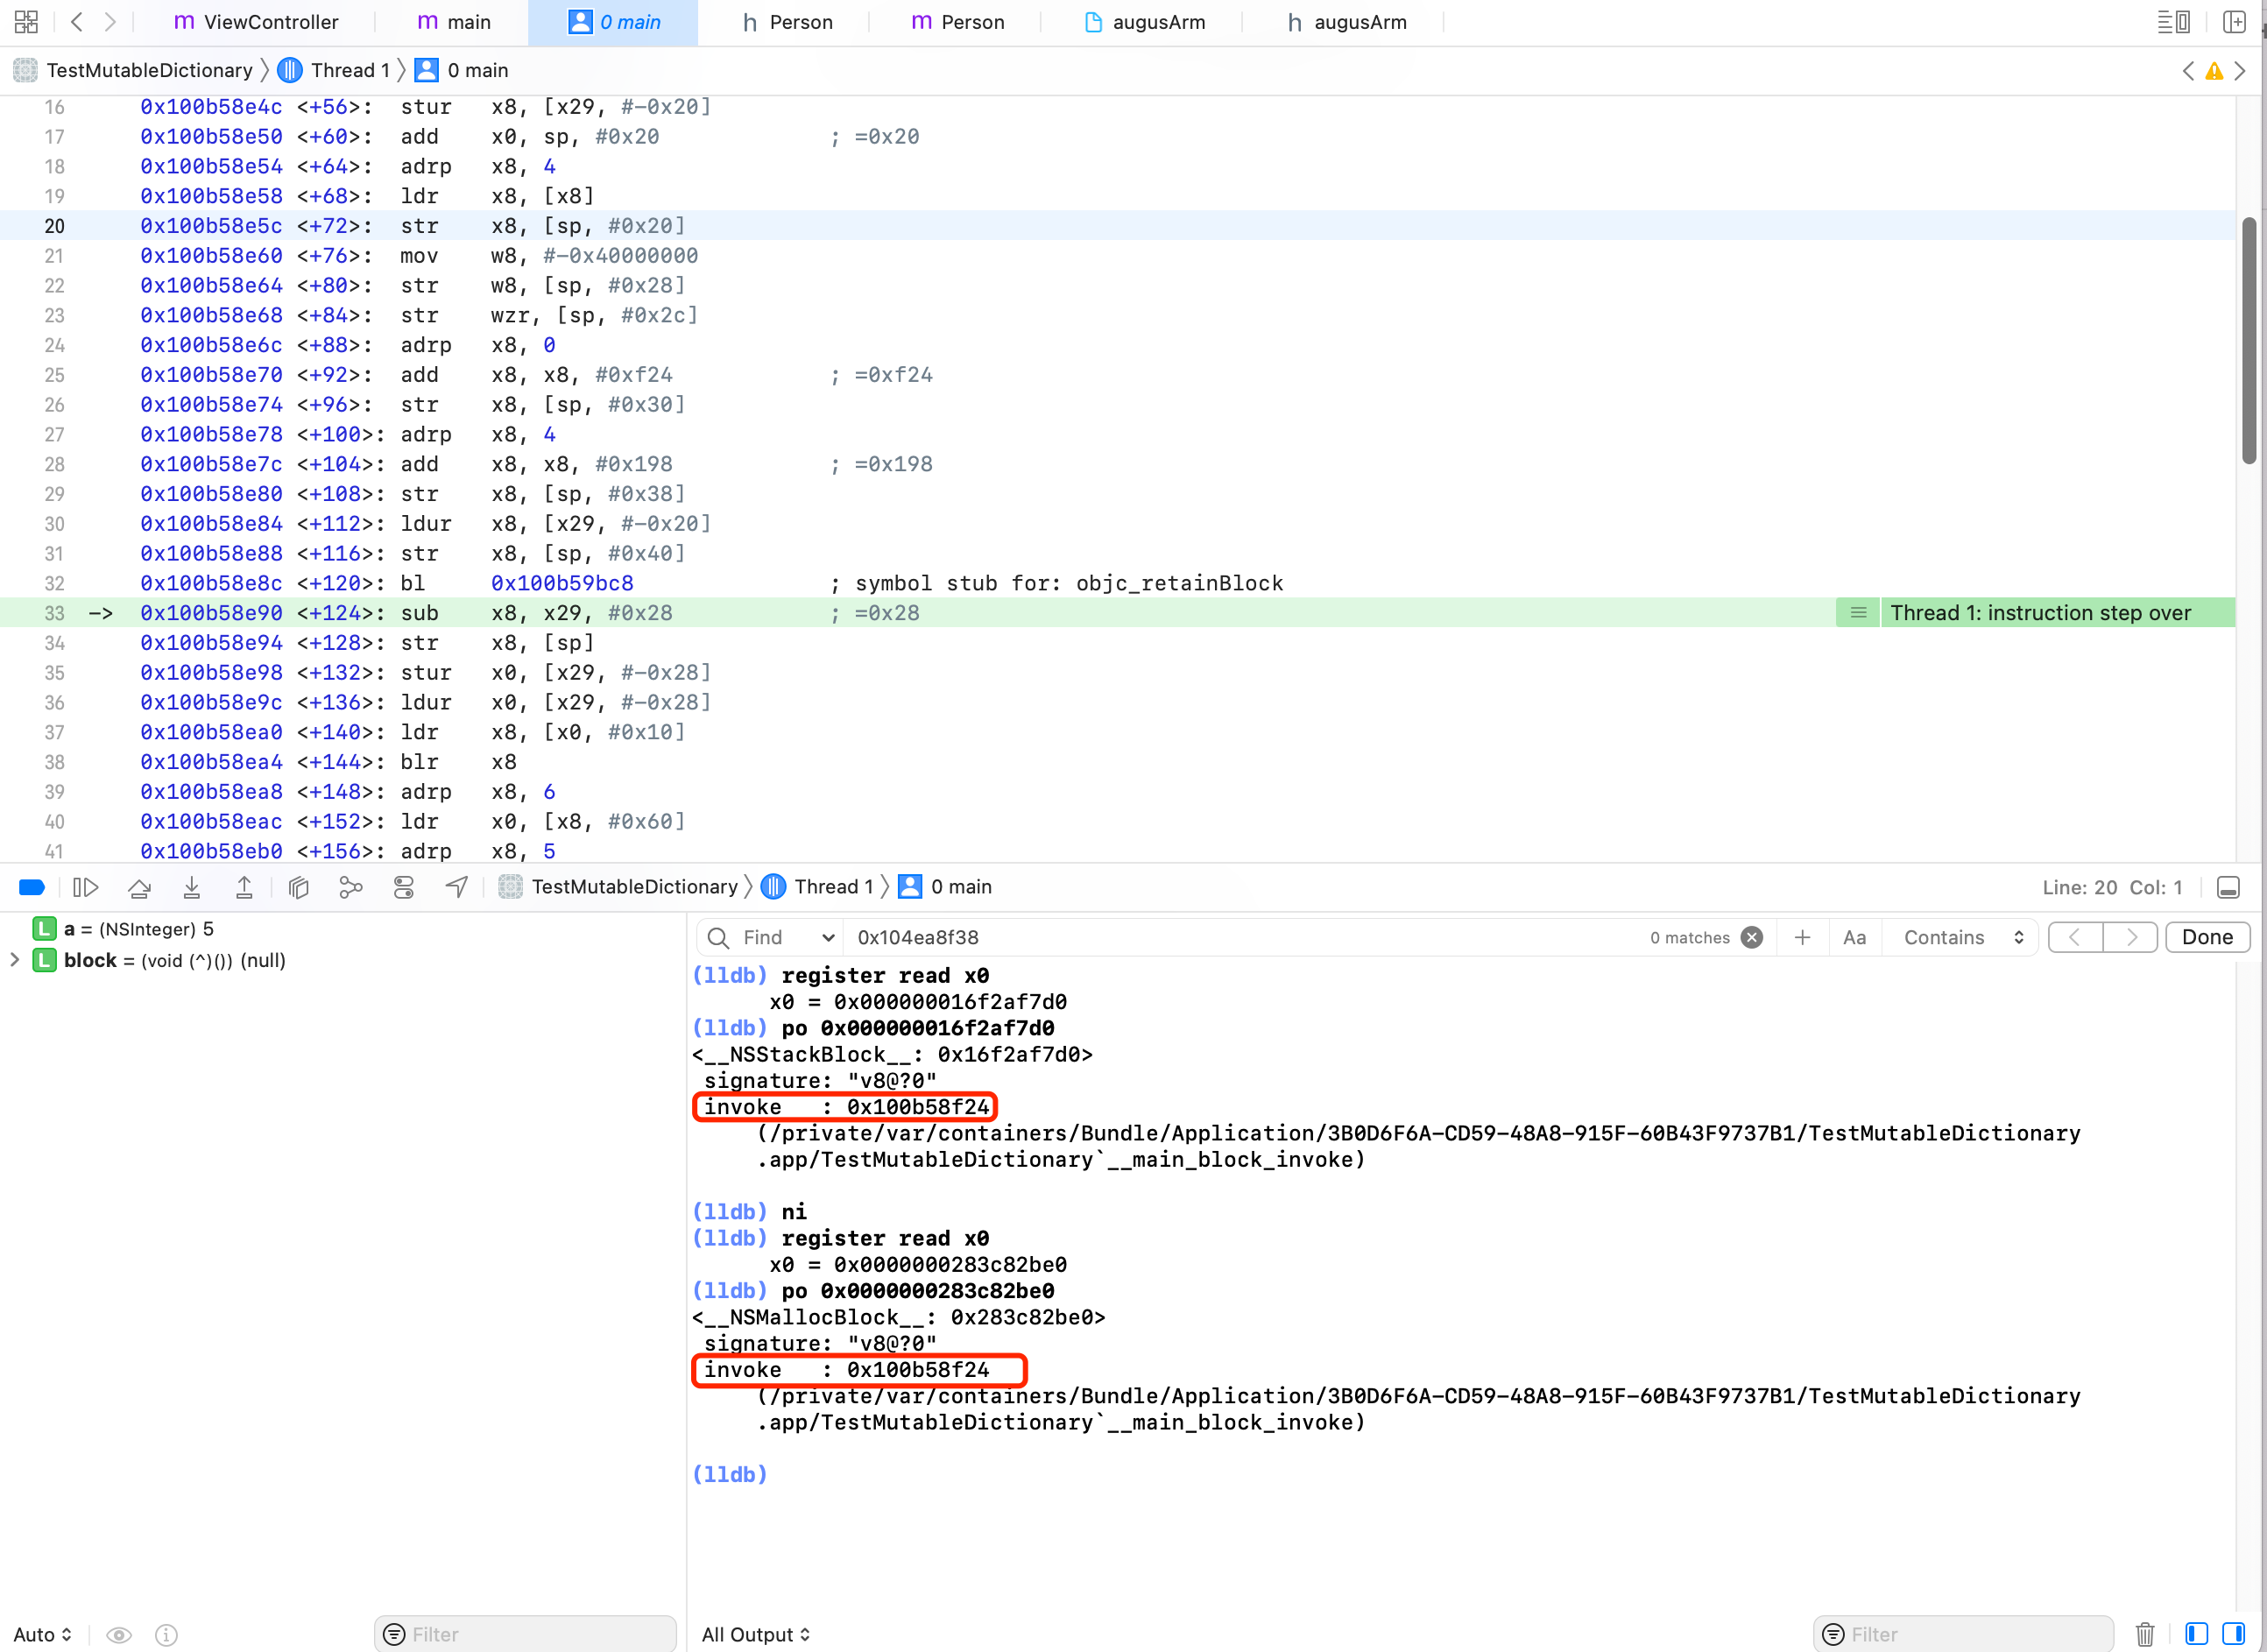 ViewController main 0 main Person Person augusArm augusArm
TestMutableDictionary Thread 1 0 main
16 0x100b58e4c <+56>: stur x8, [x29, #-0x20]
17 0x100b58e50 <+60>: add x0, sp, #0x20 ; =0x20
18 0x100b58e54 <+64>: adrp x8, 4
19 0x100b58e58 <+68>: ldr x8, [x8]
20 0x100b58e5c <+72>: str x8, [sp, #0x20]
21 0x100b58e60 <+76>: mov w8, #-0x40000000
22 0x100b58e64 <+80>: str w8, [sp, #0x28]
23 0x100b58e68 <+84>: str wzr, [sp, #0x2c]
24 0x100b58e6c <+88>: adrp x8, 0
25 0x100b58e70 <+92>: add x8, x8, #0xf24 ; =0xf24
26 0x100b58e74 <+96>: str x8, [sp, #0x30]
27 0x100b58e78 <+100>: adrp x8, 4
28 0x100b58e7c <+104>: add x8, x8, #0x198 ; =0x198
29 0x100b58e80 <+108>: str x8, [sp, #0x38]
30 0x100b58e84 <+112>: ldur x8, [x29, #-0x20]
31 0x100b58e88 <+116>: str x8, [sp, #0x40]
32 0x100b58e8c <+120>: bl 0x100b59bc8 ; symbol stub for: objc_retainBlock
33 -> 0x100b58e90 <+124>: sub x8, x29, #0x28 ; =0x28 Thread 1: instruction step over
34 0x100b58e94 <+128>: str x8, [sp]
35 0x100b58e98 <+132>: stur x0, [x29, #-0x28]
36 0x100b58e9c <+136>: ldur x0, [x29, #-0x28]
37 0x100b58ea0 <+140>: ldr x8, [x0, #0x10]
38 0x100b58ea4 <+144>: blr x8
39 0x100b58ea8 <+148>: adrp x8, 6
40 0x100b58eac <+152>: ldr x0, [x8, #0x60]
41 0x100b58eb0 <+156>: adrp x8, 5
TestMutableDictionary Thread 1 0 main Line: 20 Col: 1
L a = (NSInteger) 5
L block = (void (^)()) (null)
Find 0x104ea8f38 0 matches Aa Contains Done
(lldb) register read x0
x0 = 0x000000016f2af7d0
(lldb) po 0x000000016f2af7d0
<__NSStackBlock__: 0x16f2af7d0>
signature: "v8@?0"
invoke : 0x100b58f24
(/private/var/containers/Bundle/Application/3B0D6F6A-CD59-48A8-915F-60B43F9737B1/TestMutableDictionary
.app/TestMutableDictionary`__main_block_invoke)
(lldb) ni
(lldb) register read x0
x0 = 0x0000000283c82be0
(lldb) po 0x0000000283c82be0
<__NSMallocBlock__: 0x283c82be0>
signature: "v8@?0"
invoke : 0x100b58f24
(/private/var/containers/Bundle/Application/3B0D6F6A-CD59-48A8-915F-60B43F9737B1/TestMutableDictionary
.app/TestMutableDictionary`__main_block_invoke)
(lldb)
Auto Filter All Output Filter